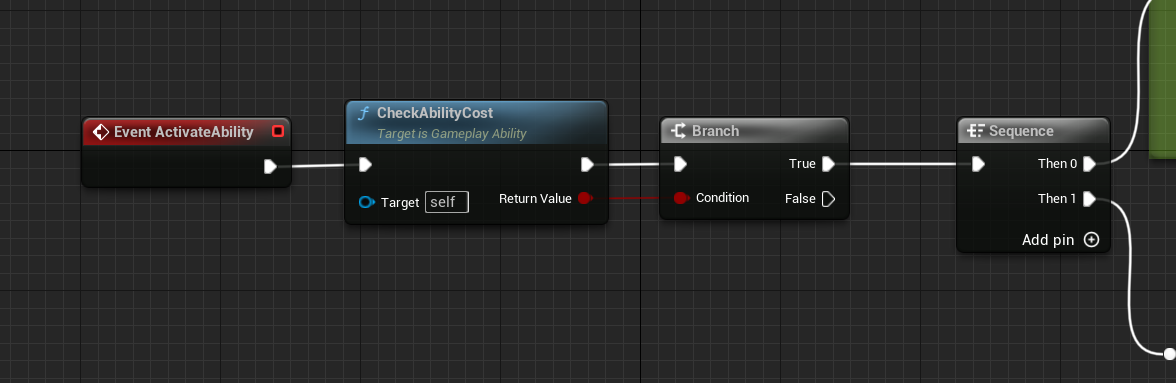 Event ActivateAbility
CheckAbilityCost
Target is Gameplay Ability
Target self
Return Value
Branch
True
Condition
False
Sequence
Then 0
Then 1
Add pin